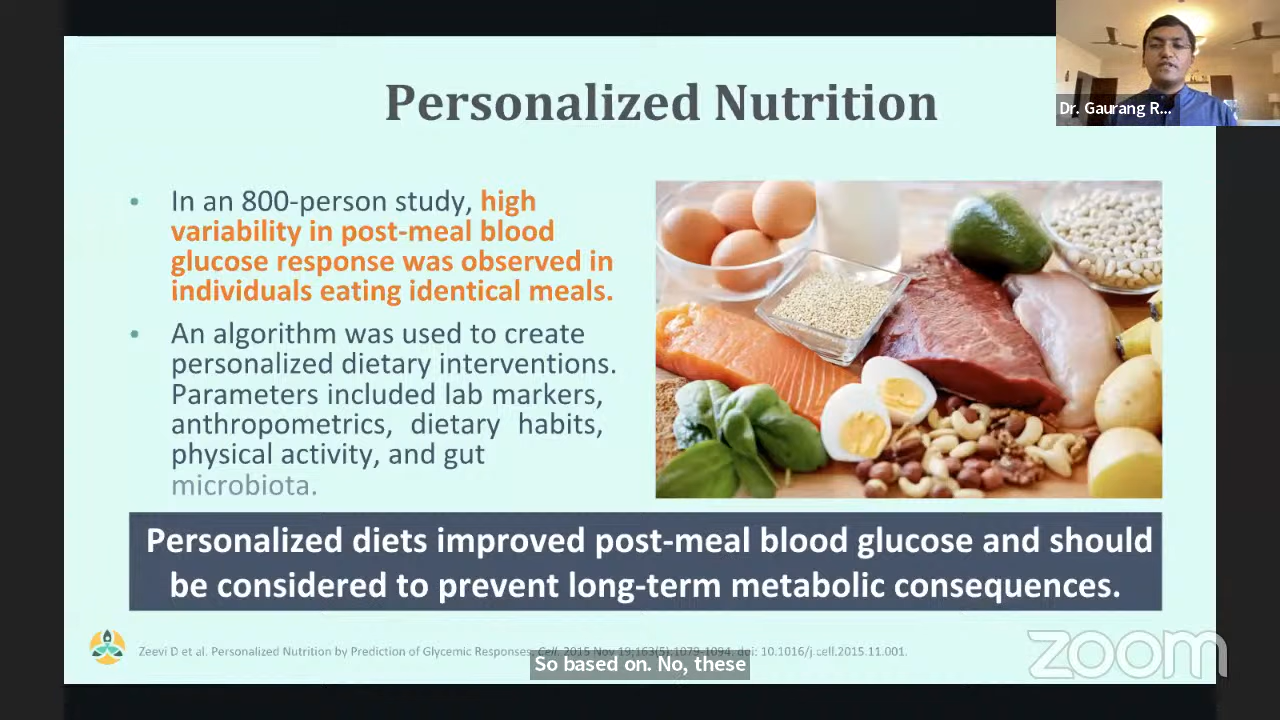 Personalized Nutrition
Dr. Gaurang R...
• In an 800-person study, high
variability in post-meal blood
glucose response was observed in
individuals eating identical meals.
• An algorithm was used to create
personalized dietary interventions.
Parameters included lab markers,
anthropometrics, dietary habits,
physical activity, and gut
microbiota.
Personalized diets improved post-meal blood glucose and should
be considered to prevent long-term metabolic consequences.
Zeevi D et al. Personalized Nutrition by Prediction of Glycemic Responses. Cell. 2015 Nov 19;163(5):1079-1094. doi: 10.1016/j.cell.2015.11.001.
So based on. No, these
zoom